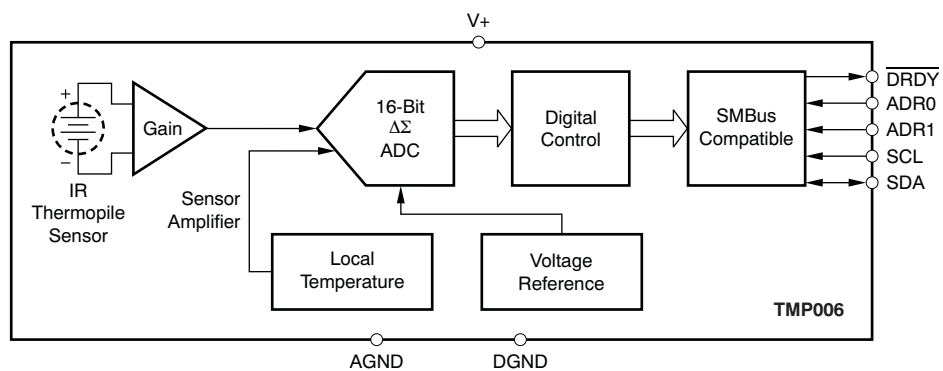 V+
+
−
IR
Thermopile
Sensor
Gain
16-Bit
ΔΣ
ADC
Digital
Control
SMBus
Compatible
D̅R̅D̅Y̅
ADR0
ADR1
SCL
SDA
Sensor
Amplifier
Local
Temperature
Voltage
Reference
TMP006
AGND
DGND